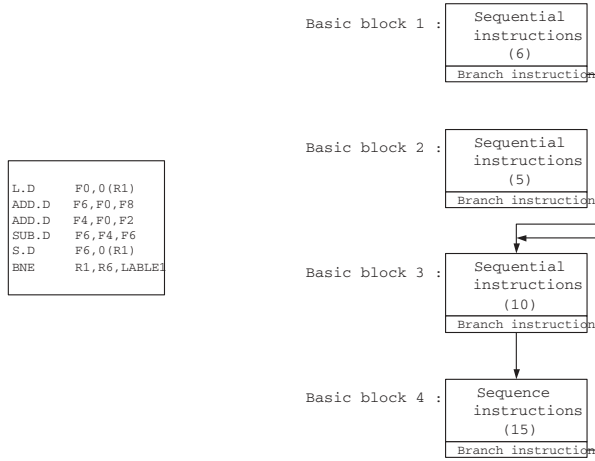 Basic block 1 :
Sequential
instructions
(6)
Branch instruction
Basic block 2 :
Sequential
instructions
(5)
Branch instruction
L.D F0,0(R1)
ADD.D F6,F0,F8
ADD.D F4,F0,F2
SUB.D F6,F4,F6
S.D F6,0(R1)
BNE R1,R6,LABLE1
Basic block 3 :
Sequential
instructions
(10)
Branch instruction
Basic block 4 :
Sequence
instructions
(15)
Branch instruction